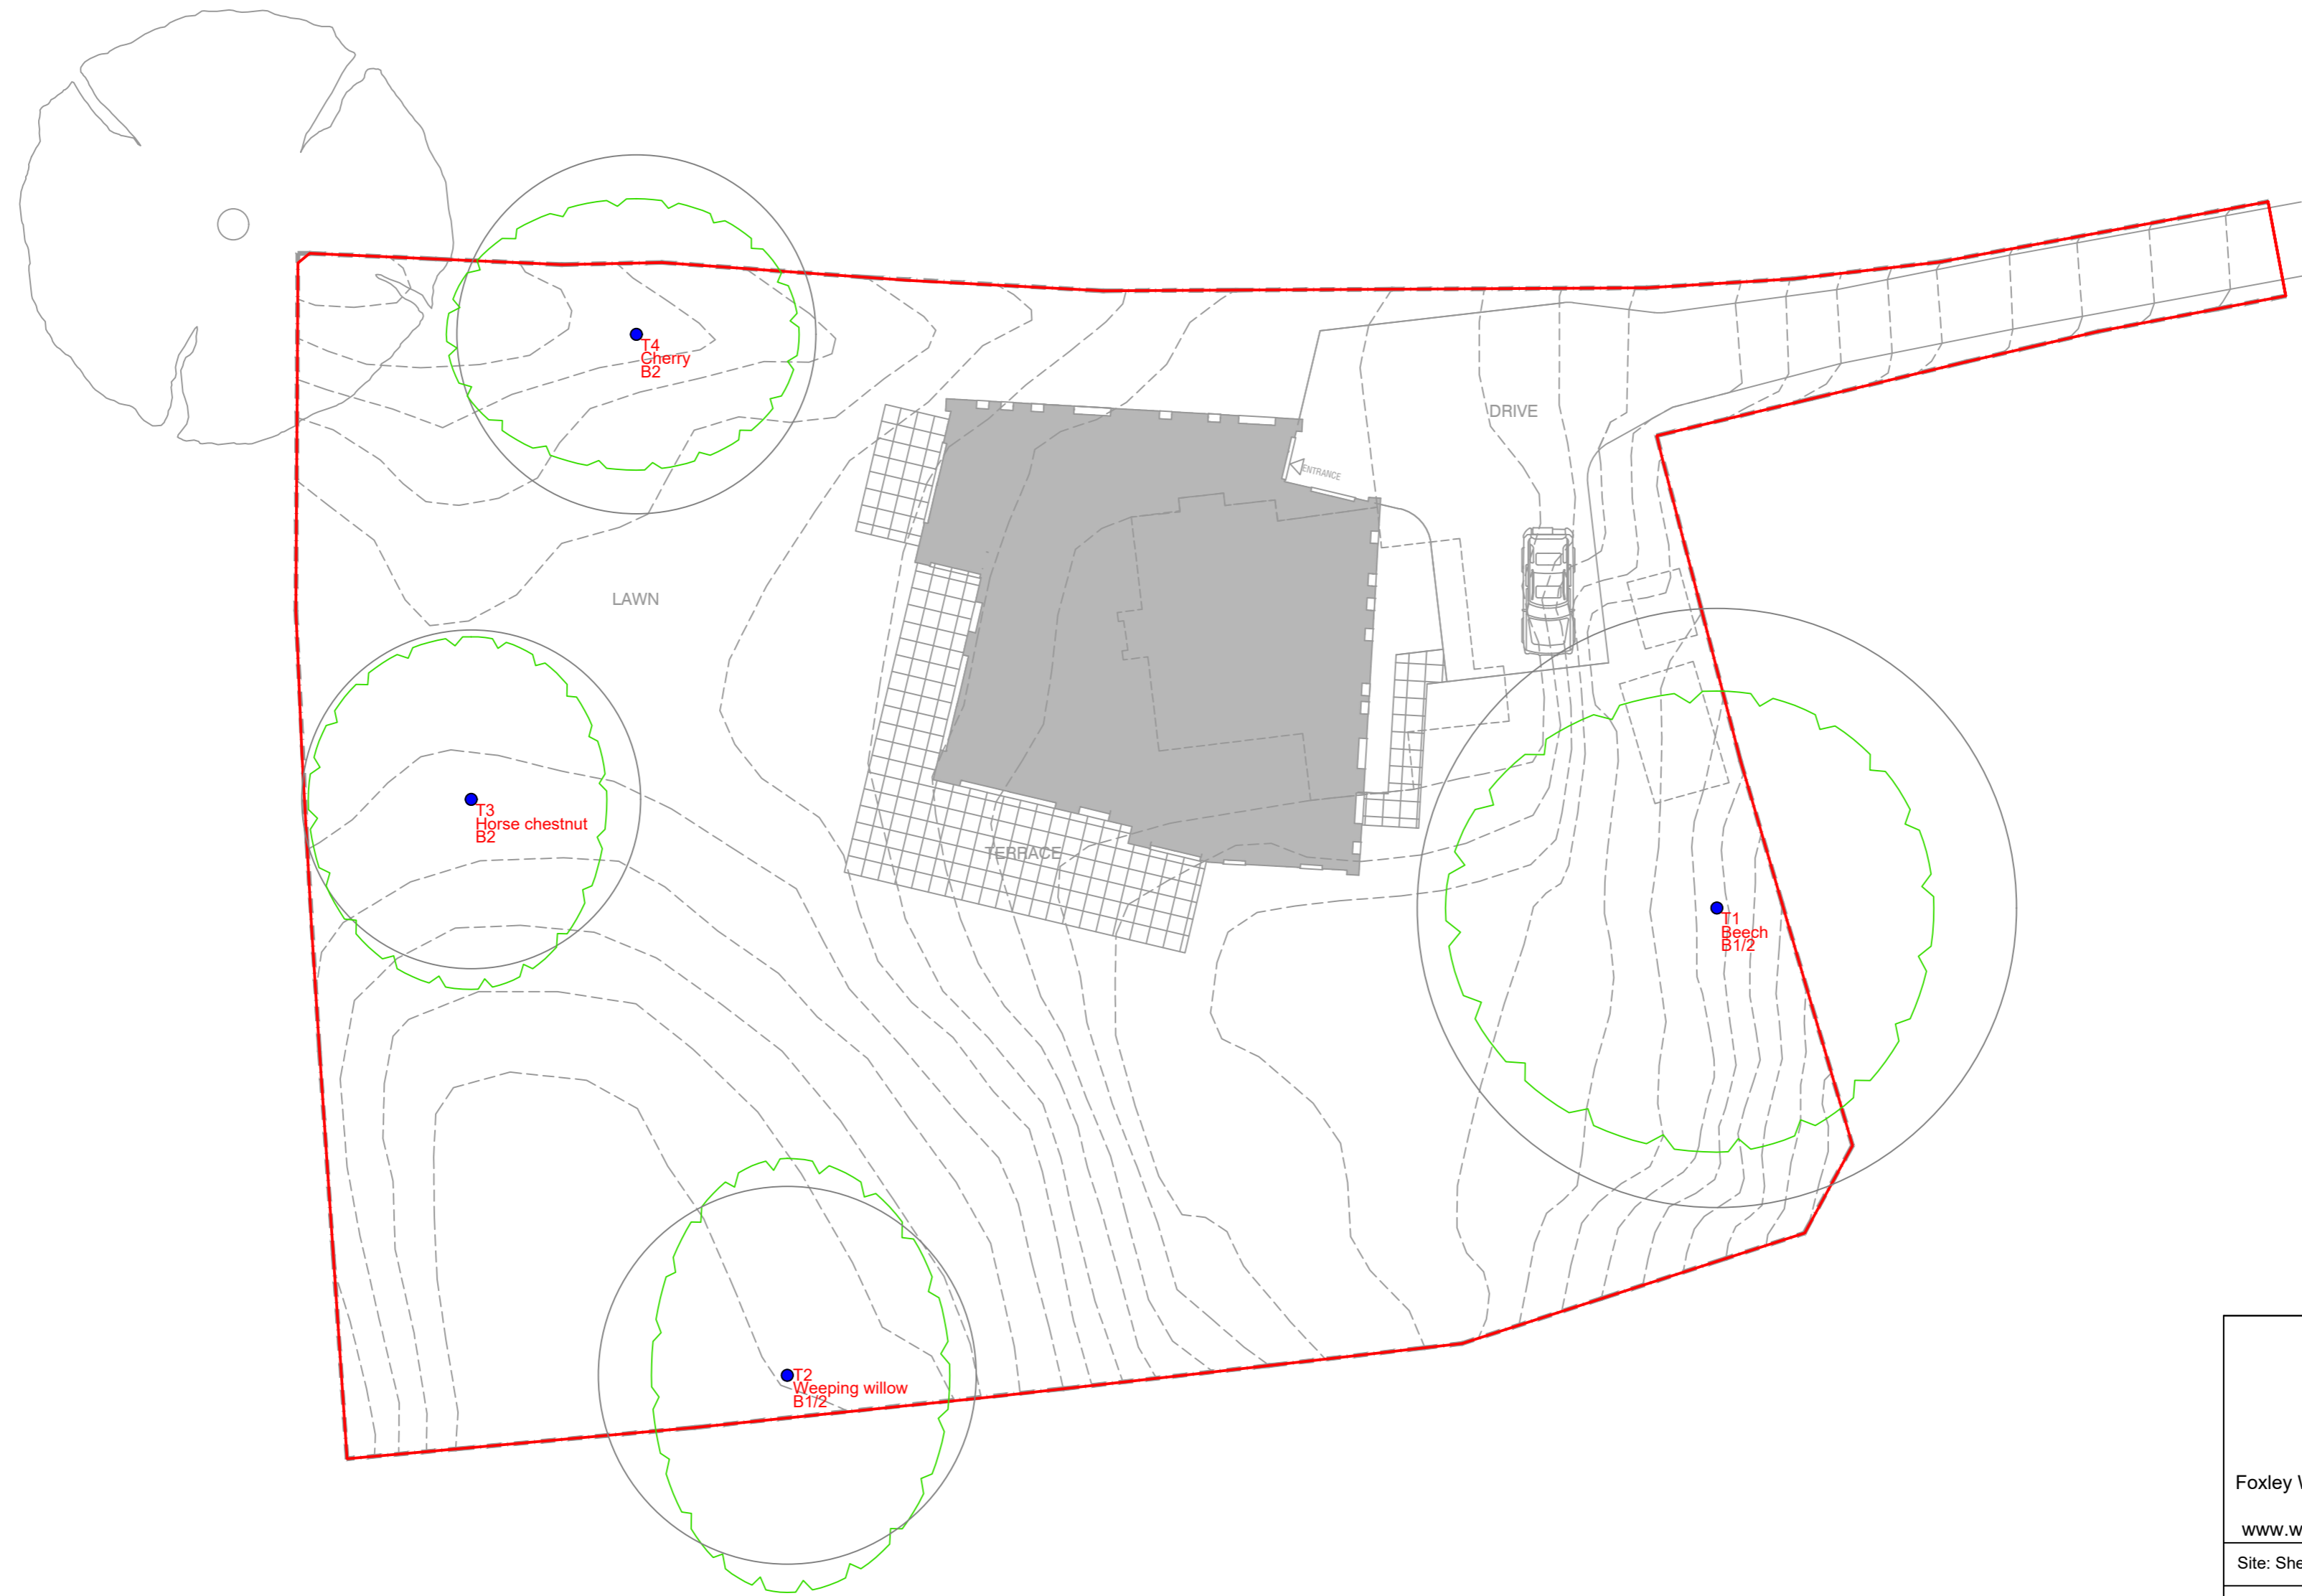 T4
Cherry
B2
DRIVE
ENTRANCE
LAWN
T3
Horse chestnut
B2
TERRACE
T1
Beech
B1/2
T2
Weeping willow
B1/2
Foxley
www.w
Site: She